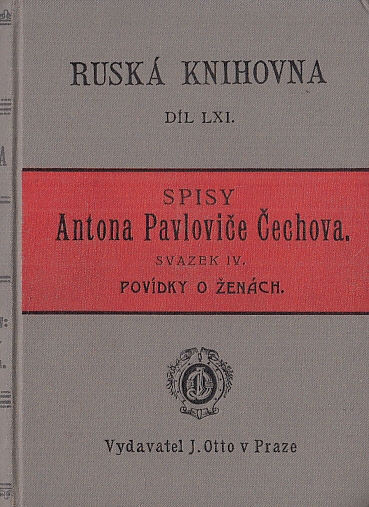 RUSKÁ KNIHOVNA
DÍL LXI.
SPISY
Antona Pavloviče Čechova.
SVAZEK IV.
POVÍDKY O ŽENÁCH.
Vydavatel J. Otto v Praze